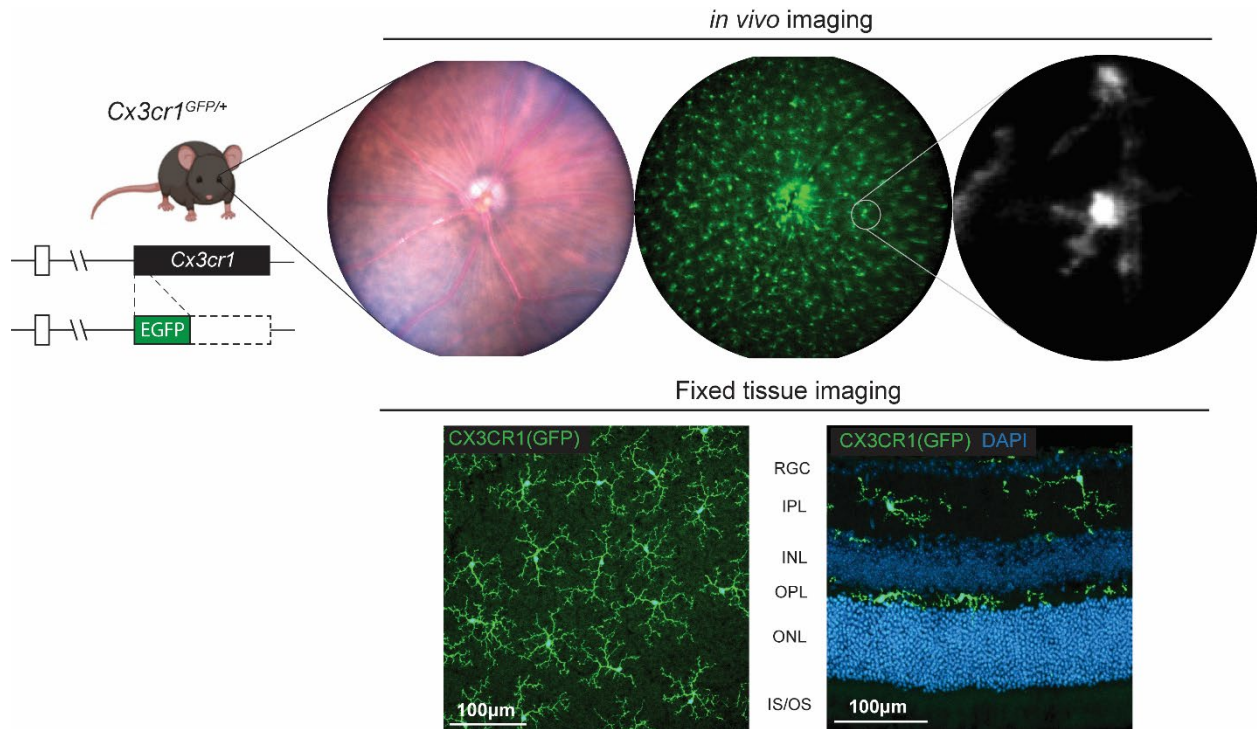 in vivo imaging
Cx3cr1GFP/+
Cx3cr1
EGFP
Fixed tissue imaging
CX3CR1(GFP)
100µm
RGC
IPL
INL
OPL
ONL
IS/OS
CX3CR1(GFP) DAPI
100µm